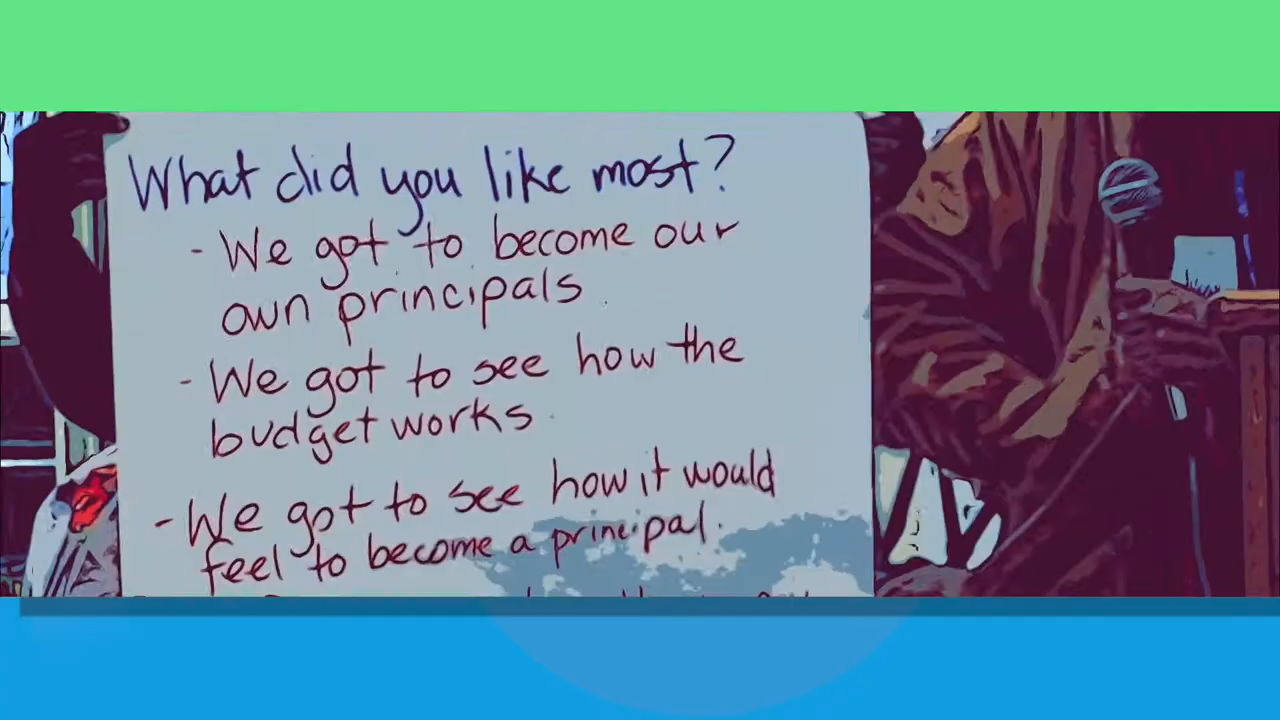 What did you like most?
- We got to become our
own principals
- We got to see how the
budget works
- We got to see how it would
feel to become a principal.